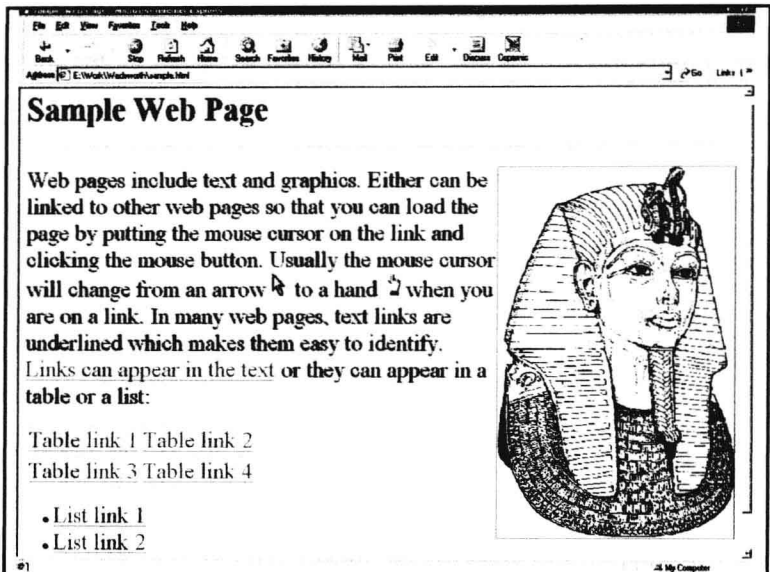 File Edit View Favorites Tools Help
Back Stop Refresh Home Search Favorites History Mail Print Edit Discuss
Address E:\Work\Wadsworth\sample.html Go Links
Sample Web Page
Web pages include text and graphics. Either can be
linked to other web pages so that you can load the
page by putting the mouse cursor on the link and
clicking the mouse button. Usually the mouse cursor
will change from an arrow to a hand when you
are on a link. In many web pages, text links are
underlined which makes them easy to identify.
Links can appear in the text or they can appear in a
table or a list:
Table link 1 Table link 2
Table link 3 Table link 4
• List link 1
• List link 2
My Computer